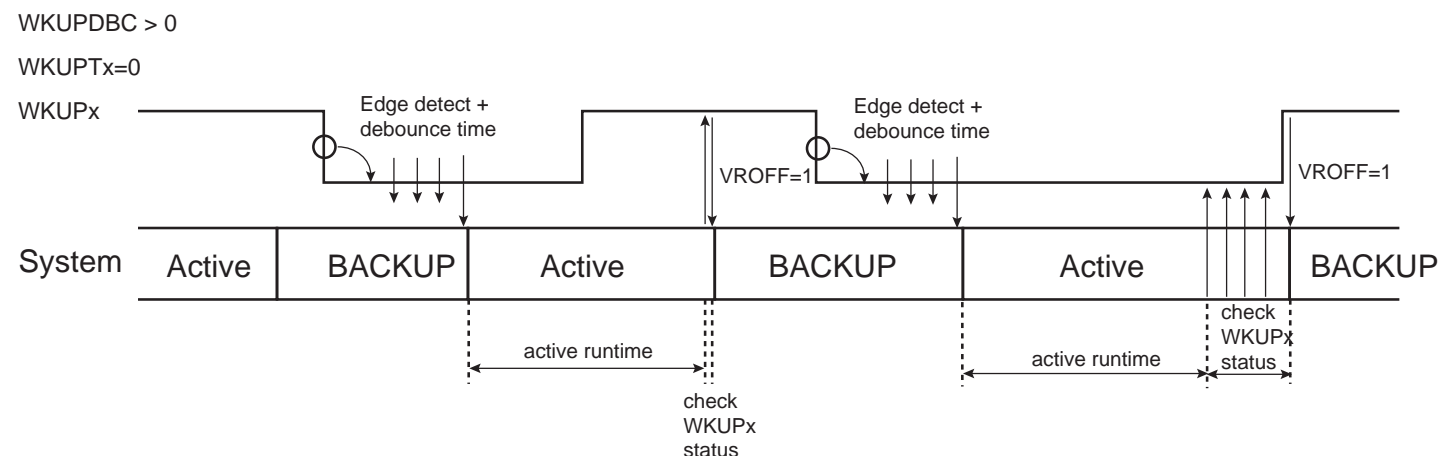 WKUPDBC > 0
WKUPTx=0
WKUPx
Edge detect +
debounce time
VROFF=1
Edge detect +
debounce time
VROFF=1
System
Active
BACKUP
Active
BACKUP
Active
BACKUP
active runtime
check
WKUPx
status
active runtime
check
WKUPx
status